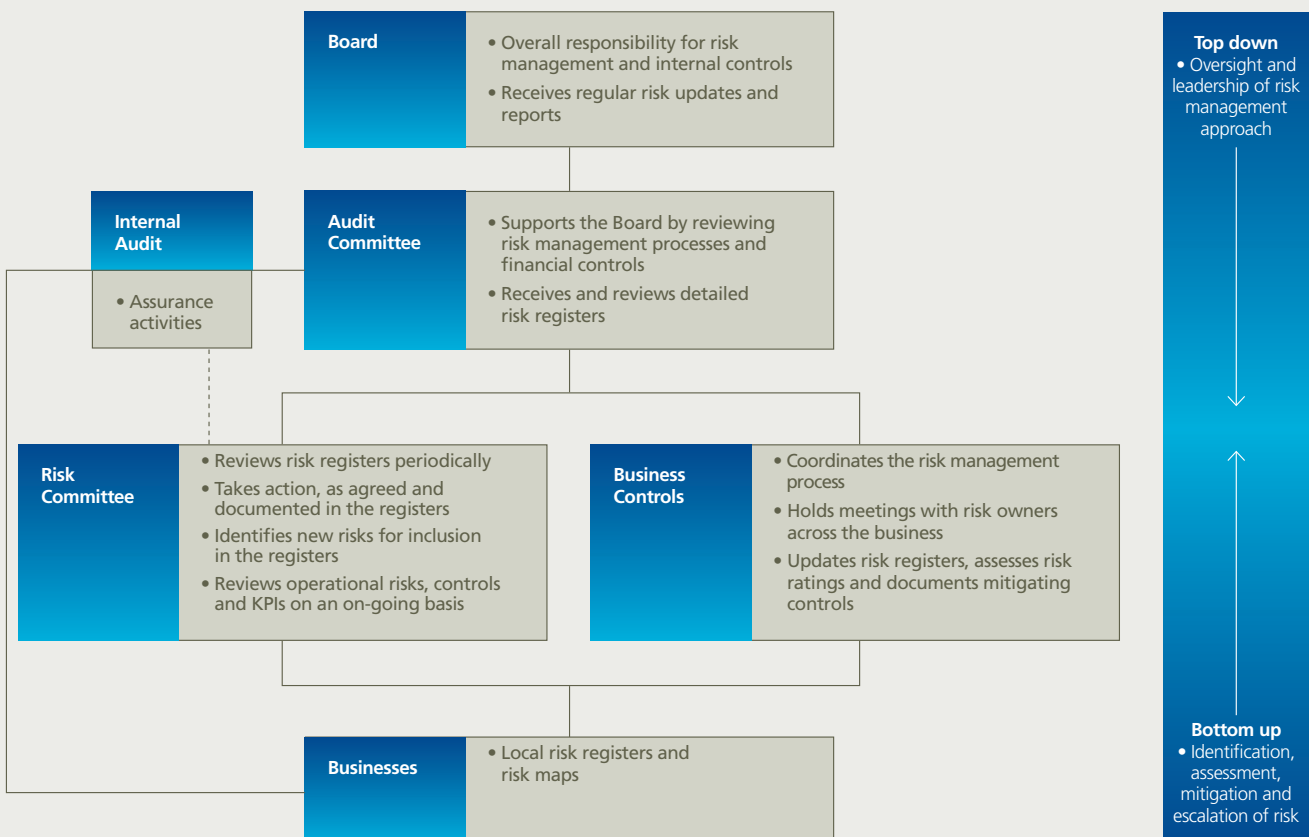 Board
• Overall responsibility for risk
management and internal controls
• Receives regular risk updates and
reports
Internal
Audit
• Assurance
activities
Audit
Committee
• Supports the Board by reviewing
risk management processes and
financial controls
• Receives and reviews detailed
risk registers
Risk
Committee
• Reviews risk registers periodically
• Takes action, as agreed and
documented in the registers
• Identifies new risks for inclusion
in the registers
• Reviews operational risks, controls
and KPIs on an on-going basis
Business
Controls
• Coordinates the risk management
process
• Holds meetings with risk owners
across the business
• Updates risk registers, assesses risk
ratings and documents mitigating
controls
Businesses
• Local risk registers and
risk maps
Top down
• Oversight and
leadership of risk
management
approach
Bottom up
• Identification,
assessment,
mitigation and
escalation of risk